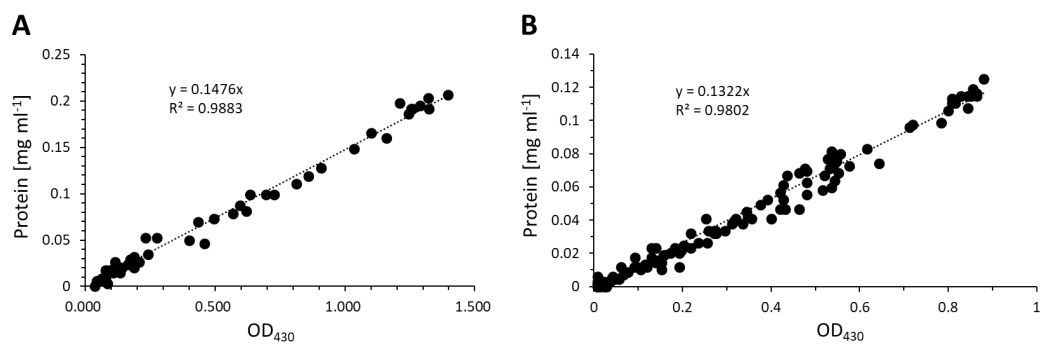 A
Protein [mg ml-1]
0.25
0.2
0.15
0.1
0.05
0
y = 0.1476x
R² = 0.9883
0.000 0.500 1.000 1.500
OD430
B
Protein [mg ml-1]
0.14
0.12
0.1
0.08
0.06
0.04
0.02
0
y = 0.1322x
R² = 0.9802
0 0.2 0.4 0.6 0.8 1
OD430